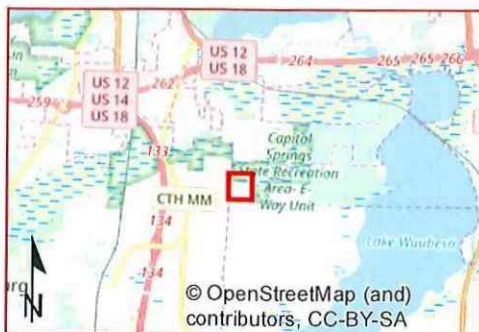 US 12
US 18
264
265
265
266
US 12
US 14
US 18
262
259
133
Capitol
Springs
State Recreation
Area- E-
Way Unit
CTH MM
134
134
Lake Waubesa
N
© OpenStreetMap (and)
contributors, CC-BY-SA